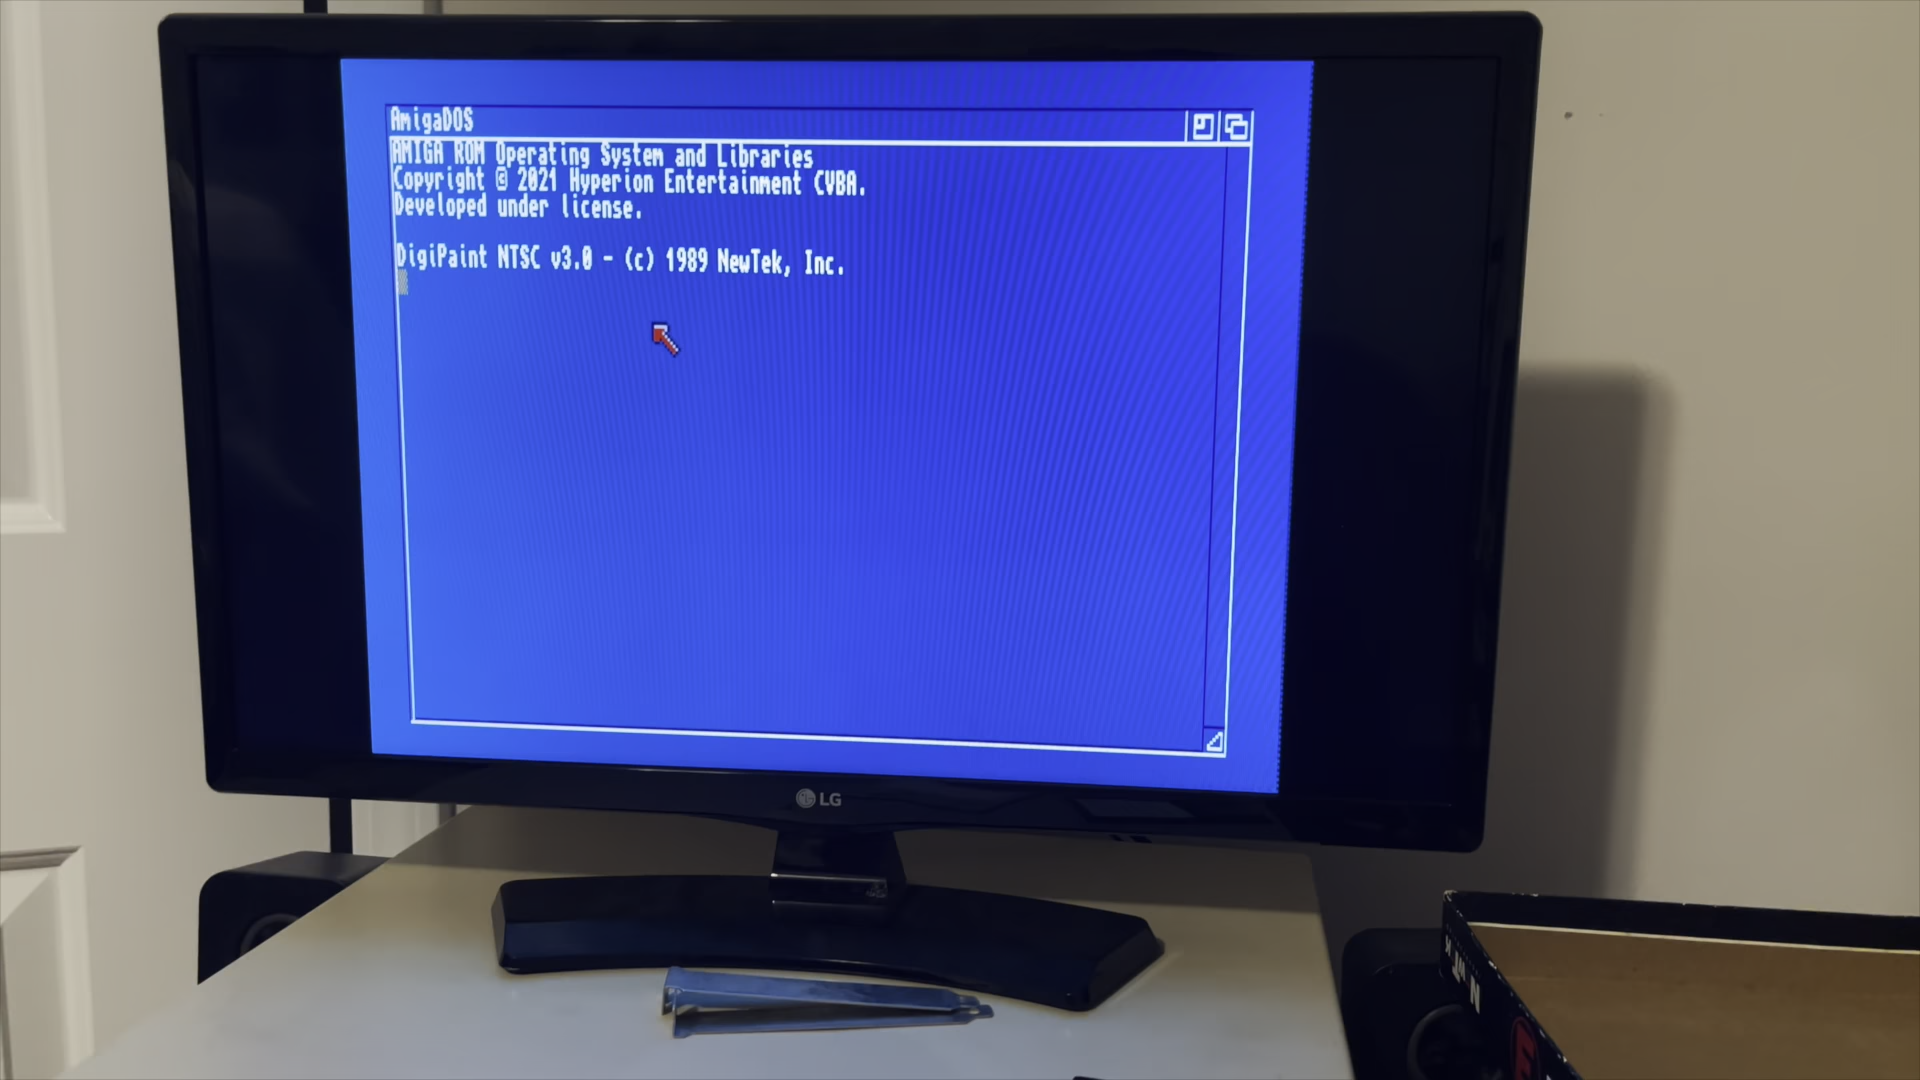 AmigaDOS
AMIGA ROM Operating System and Libraries
Copyright © 2021 Hyperion Entertainment CVBA.
Developed under license.
DigiPaint NTSC v3.0 - (c) 1989 NewTek, Inc.
LG